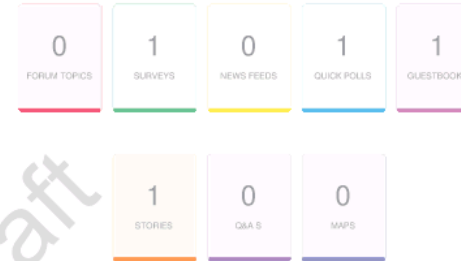 0 1 0 1 1
FORUM TOPICS SURVEYS NEWS FEEDS QUICK POLLS GUESTBOOK
1 0 0
STORIES Q&A S MAPS
aft